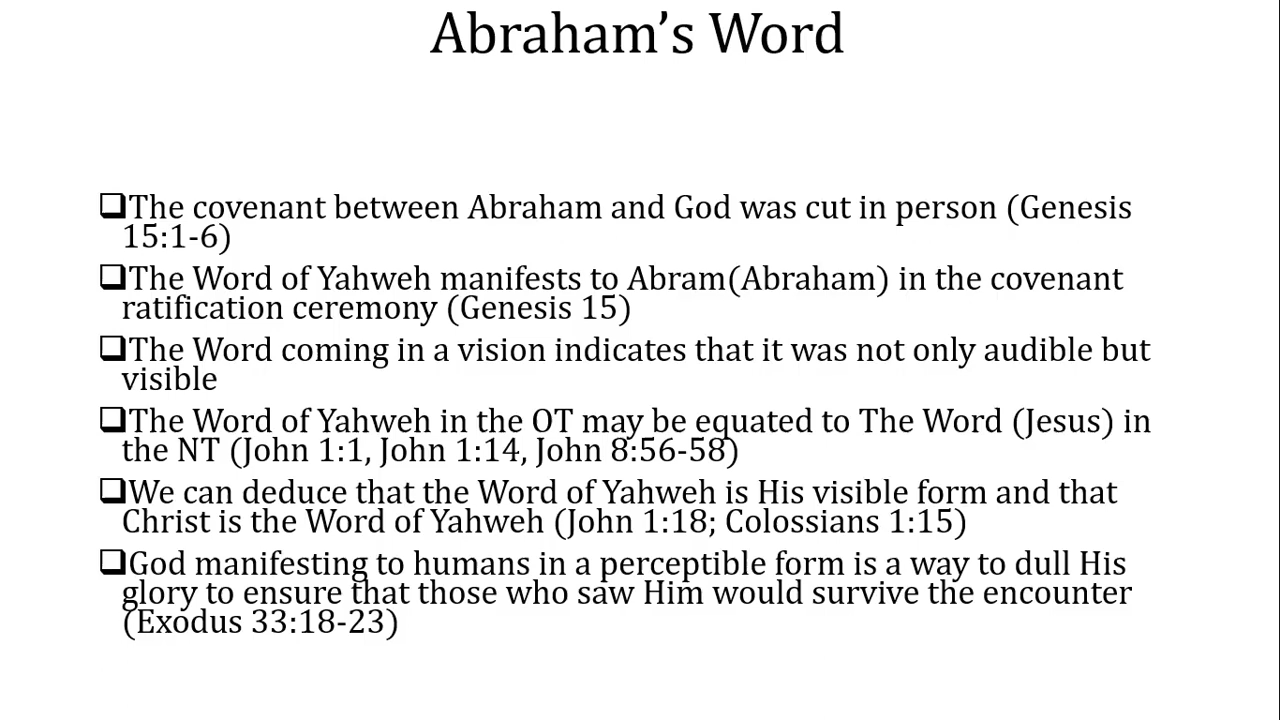 Abraham’s Word
❑The covenant between Abraham and God was cut in person (Genesis
15:1-6)
❑The Word of Yahweh manifests to Abram(Abraham) in the covenant
ratification ceremony (Genesis 15)
❑The Word coming in a vision indicates that it was not only audible but
visible
❑The Word of Yahweh in the OT may be equated to The Word (Jesus) in
the NT (John 1:1, John 1:14, John 8:56-58)
❑We can deduce that the Word of Yahweh is His visible form and that
Christ is the Word of Yahweh (John 1:18; Colossians 1:15)
❑God manifesting to humans in a perceptible form is a way to dull His
glory to ensure that those who saw Him would survive the encounter
(Exodus 33:18-23)